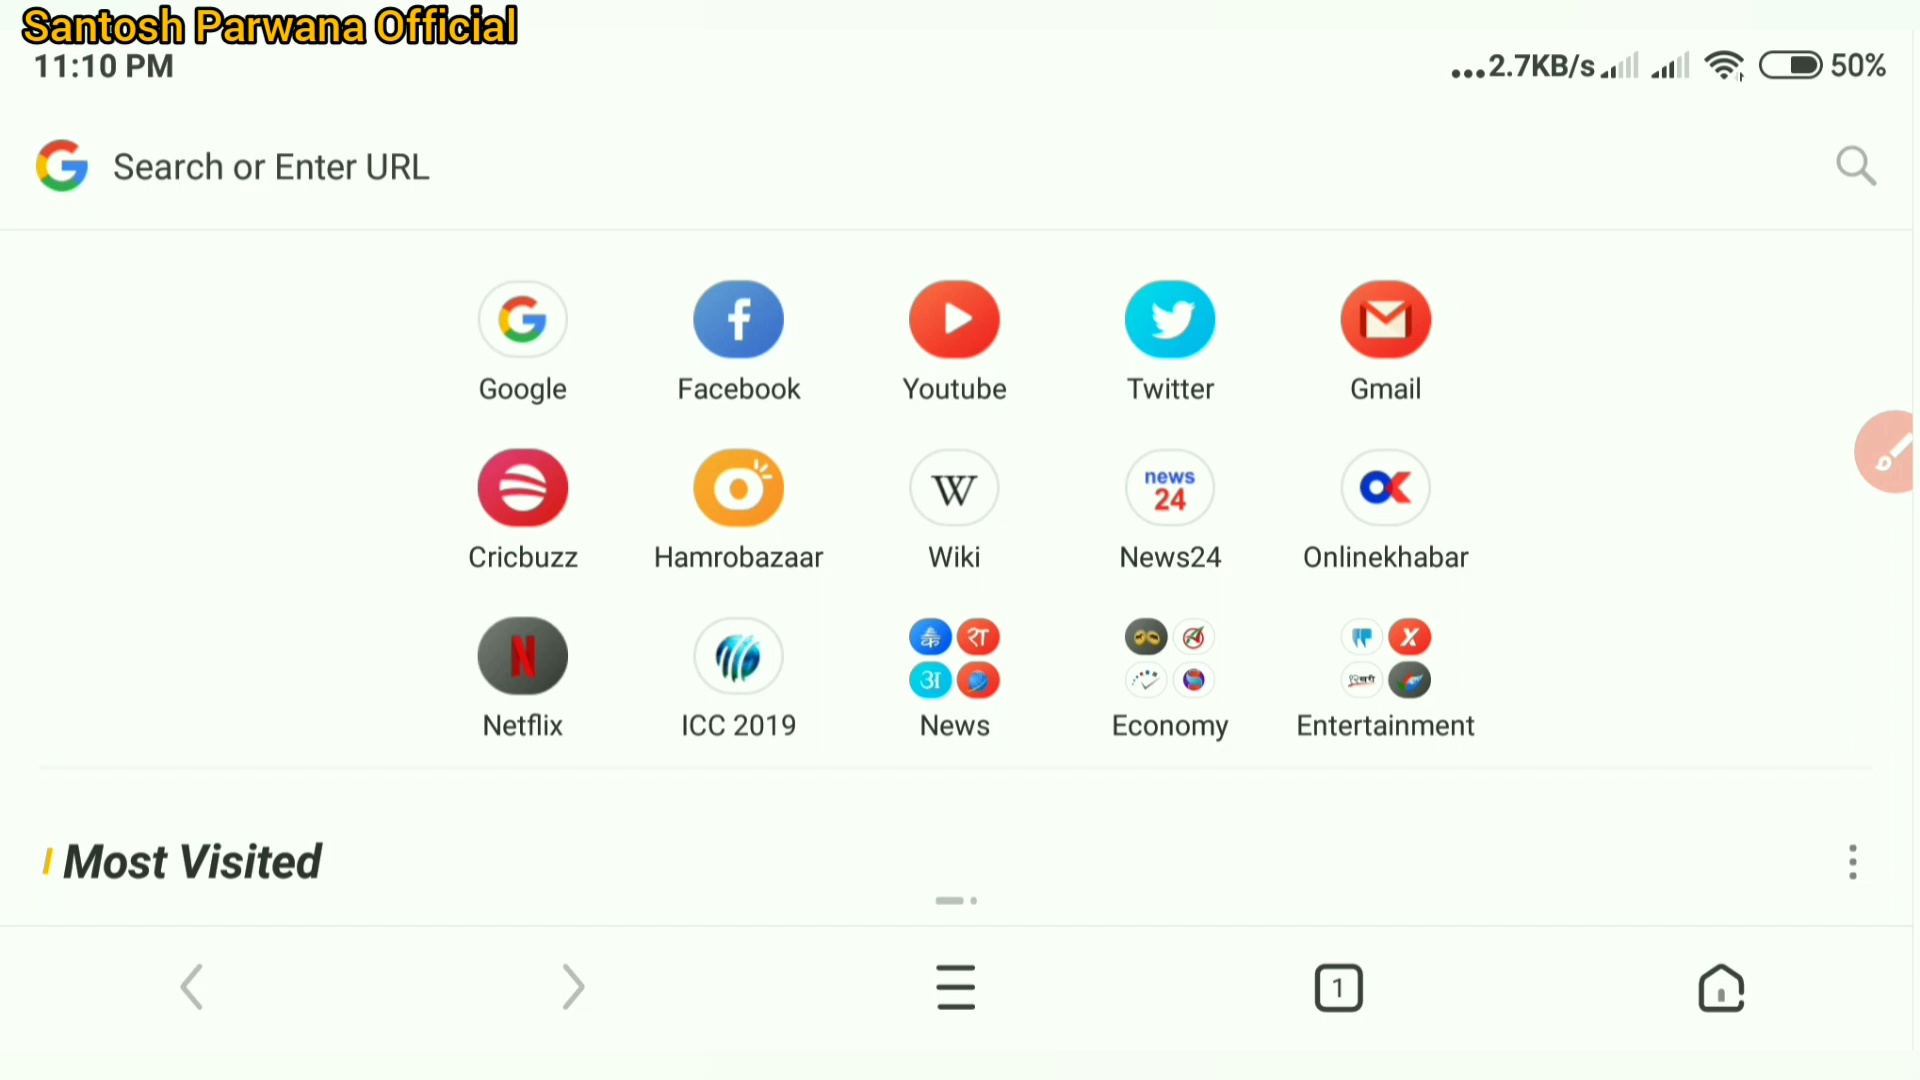 Santosh Parwana Official
11:10 PM ...2.7KB/s 50%
Search or Enter URL
Google Facebook Youtube Twitter Gmail
news
24
Cricbuzz Hamrobazaar Wiki News24 Onlinekhabar
Netflix ICC 2019 News Economy Entertainment
Most Visited
1